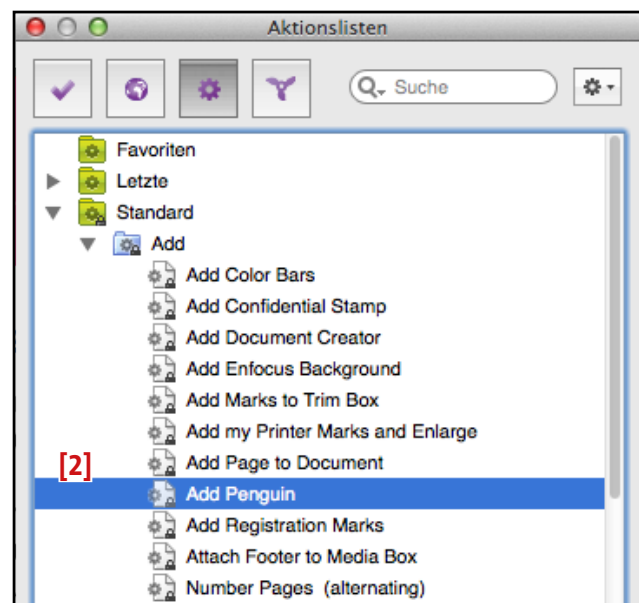 Aktionslisten
Suche
Favoriten
Letzte
Standard
Add
Add Color Bars
Add Confidential Stamp
Add Document Creator
Add Enfocus Background
Add Marks to Trim Box
Add my Printer Marks and Enlarge
Add Page to Document
[2]
Add Penguin
Add Registration Marks
Attach Footer to Media Box
Number Pages (alternating)